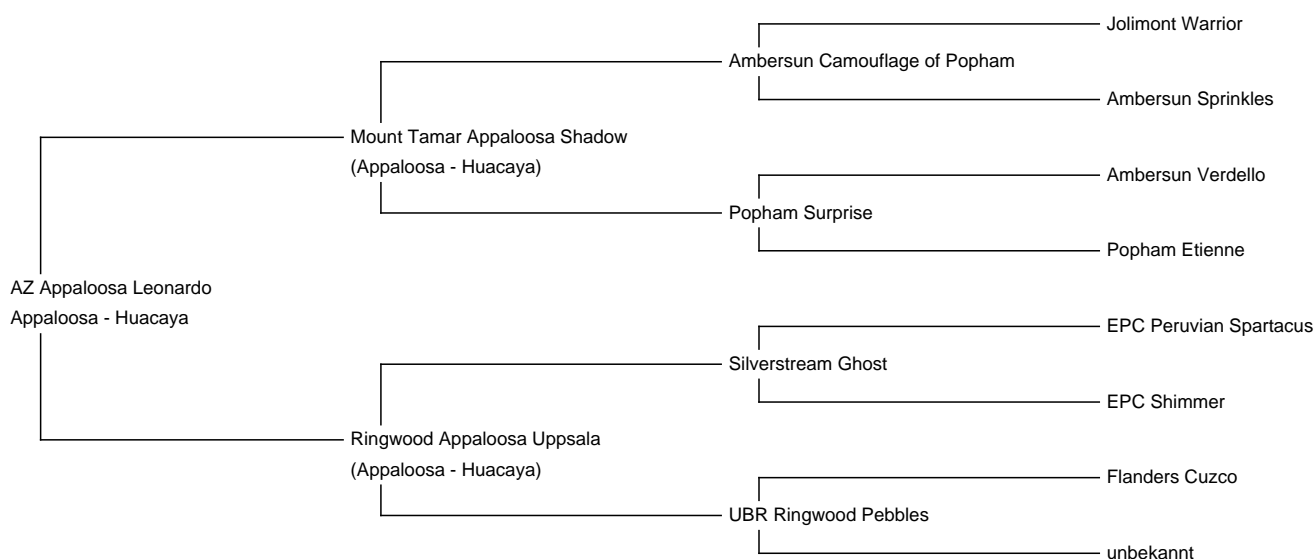 Jolimont Warrior
Ambersun Camouflage of Popham
Ambersun Sprinkles
Mount Tamar Appaloosa Shadow
(Appaloosa - Huacaya)
Ambersun Verdello
Popham Surprise
Popham Etienne
AZ Appaloosa Leonardo
Appaloosa - Huacaya
EPC Peruvian Spartacus
Silverstream Ghost
EPC Shimmer
Ringwood Appaloosa Uppsala
(Appaloosa - Huacaya)
Flanders Cuzco
UBR Ringwood Pebbles
unbekannt